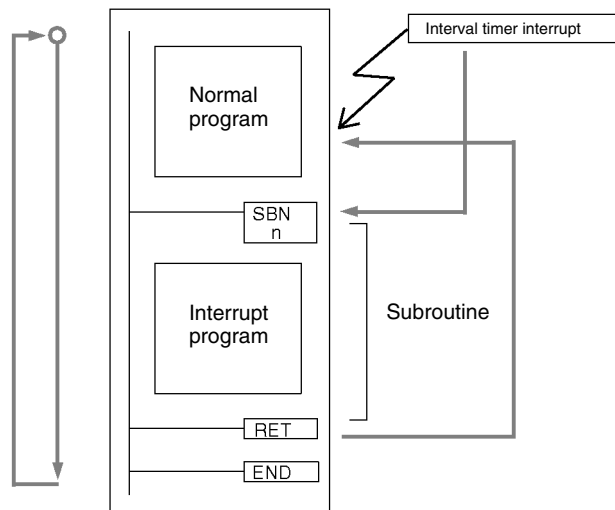 Interval timer interrupt
Normal
program
SBN
n
Interrupt
program
Subroutine
RET
END